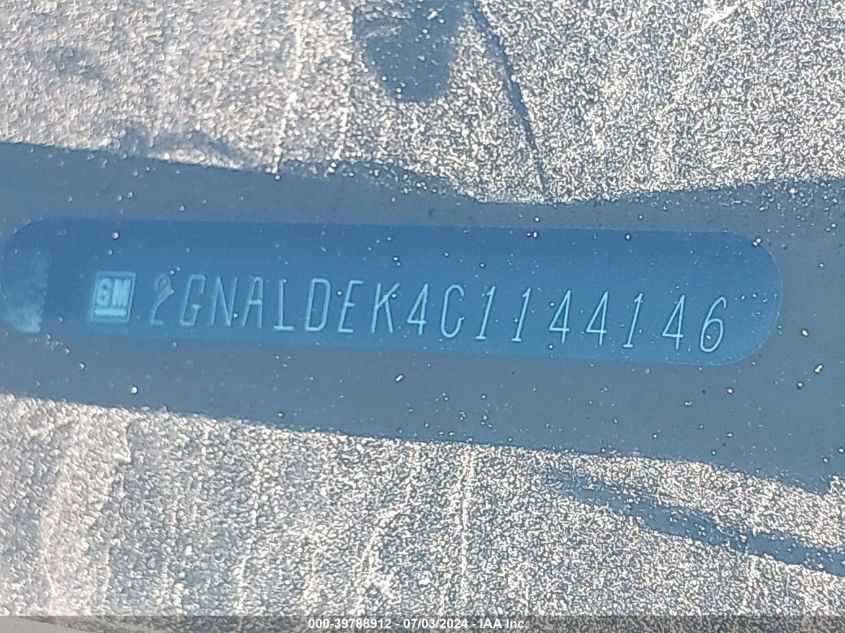 GM 2GNALDEK4C1144146
000-39788912 - 07/03/2024 - IAA Inc.